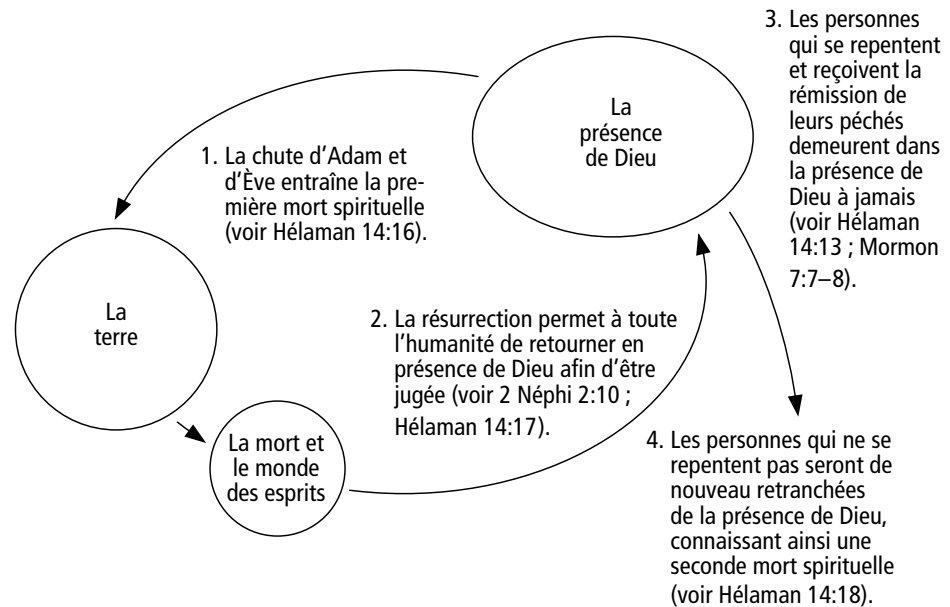 La
présence
de Dieu
1. La chute d'Adam et
d'Ève entraîne la pre-
mière mort spirituelle
(voir Hélaman 14:16).
La
terre
La mort et
le monde
des esprits
2. La résurrection permet à toute
l'humanité de retourner en
présence de Dieu afin d'être
jugée (voir 2 Néphi 2:10 ;
Hélaman 14:17).
3. Les personnes
qui se repentent
et reçoivent la
rémission de
leurs péchés
demeurent dans
la présence de
Dieu à jamais
(voir Hélaman
14:13 ; Mormon
7:7–8).
4. Les personnes qui ne se
repentent pas seront de
nouveau retranchées
de la présence de Dieu,
connaissant ainsi une
seconde mort spirituelle
(voir Hélaman 14:18).